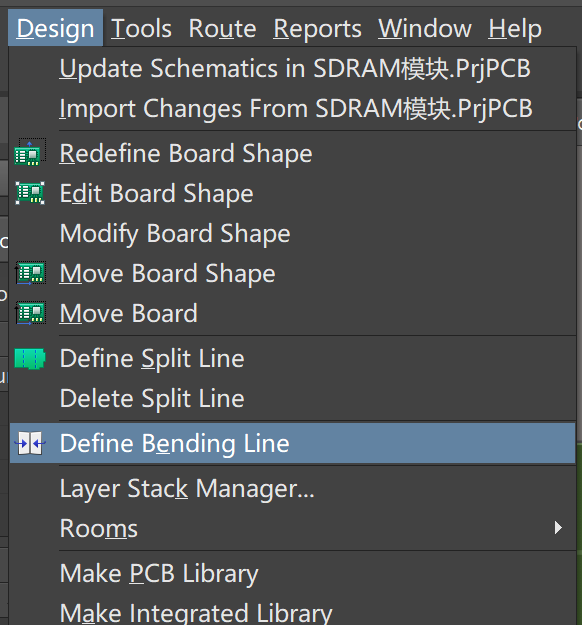 Design Tools Route Reports Window Help
Update Schematics in SDRAM模块.PrjPCB
Import Changes From SDRAM模块.PrjPCB
Redefine Board Shape
Edit Board Shape
Modify Board Shape
Move Board Shape
Move Board
Define Split Line
Delete Split Line
Define Bending Line
Layer Stack Manager...
Rooms
Make PCB Library
Make Integrated Library